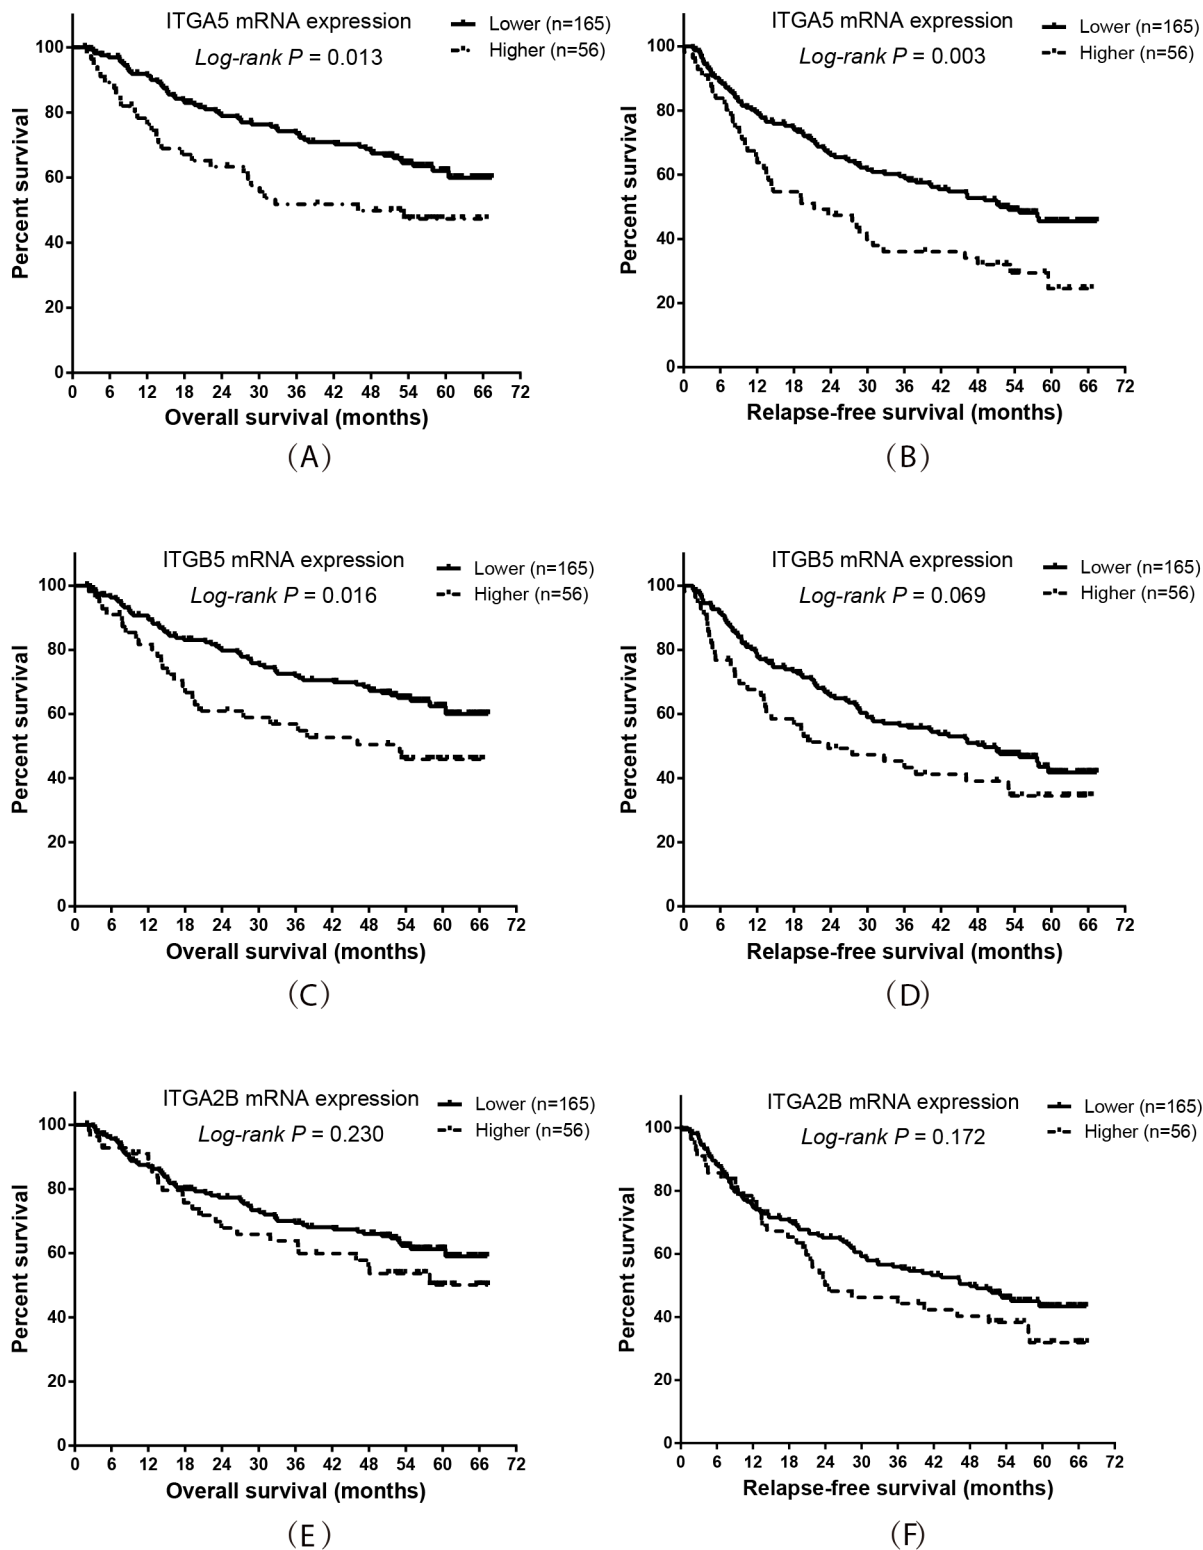 ITGA5 mRNA expression
Log-rank P = 0.013
Lower (n=165)
Higher (n=56)
Percent survival
100
80
60
40
20
0
0 6 12 18 24 30 36 42 48 54 60 66 72
Overall survival (months)
(A)
ITGA5 mRNA expression
Log-rank P = 0.003
Lower (n=165)
Higher (n=56)
Percent survival
100
80
60
40
20
0
0 6 12 18 24 30 36 42 48 54 60 66 72
Relapse-free survival (months)
(B)
ITGB5 mRNA expression
Log-rank P = 0.016
Lower (n=165)
Higher (n=56)
Percent survival
100
80
60
40
20
0
0 6 12 18 24 30 36 42 48 54 60 66 72
Overall survival (months)
(C)
ITGB5 mRNA expression
Log-rank P = 0.069
Lower (n=165)
Higher (n=56)
Percent survival
100
80
60
40
20
0
0 6 12 18 24 30 36 42 48 54 60 66 72
Relapse-free survival (months)
(D)
ITGA2B mRNA expression
Log-rank P = 0.230
Lower (n=165)
Higher (n=56)
Percent survival
100
80
60
40
20
0
0 6 12 18 24 30 36 42 48 54 60 66 72
Overall survival (months)
(E)
ITGA2B mRNA expression
Log-rank P = 0.172
Lower (n=165)
Higher (n=56)
Percent survival
100
80
60
40
20
0
0 6 12 18 24 30 36 42 48 54 60 66 72
Relapse-free survival (months)
(F)